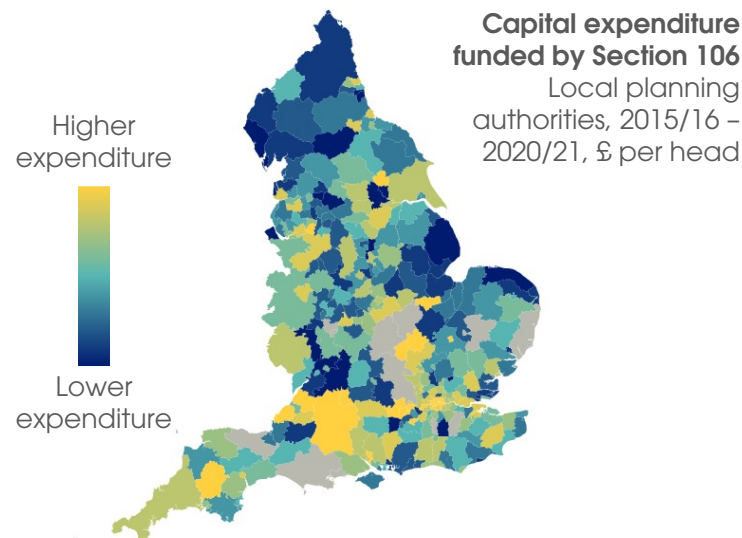 Capital expenditure
funded by Section 106
Local planning
authorities, 2015/16 –
2020/21, £ per head
Higher
expenditure
Lower
expenditure